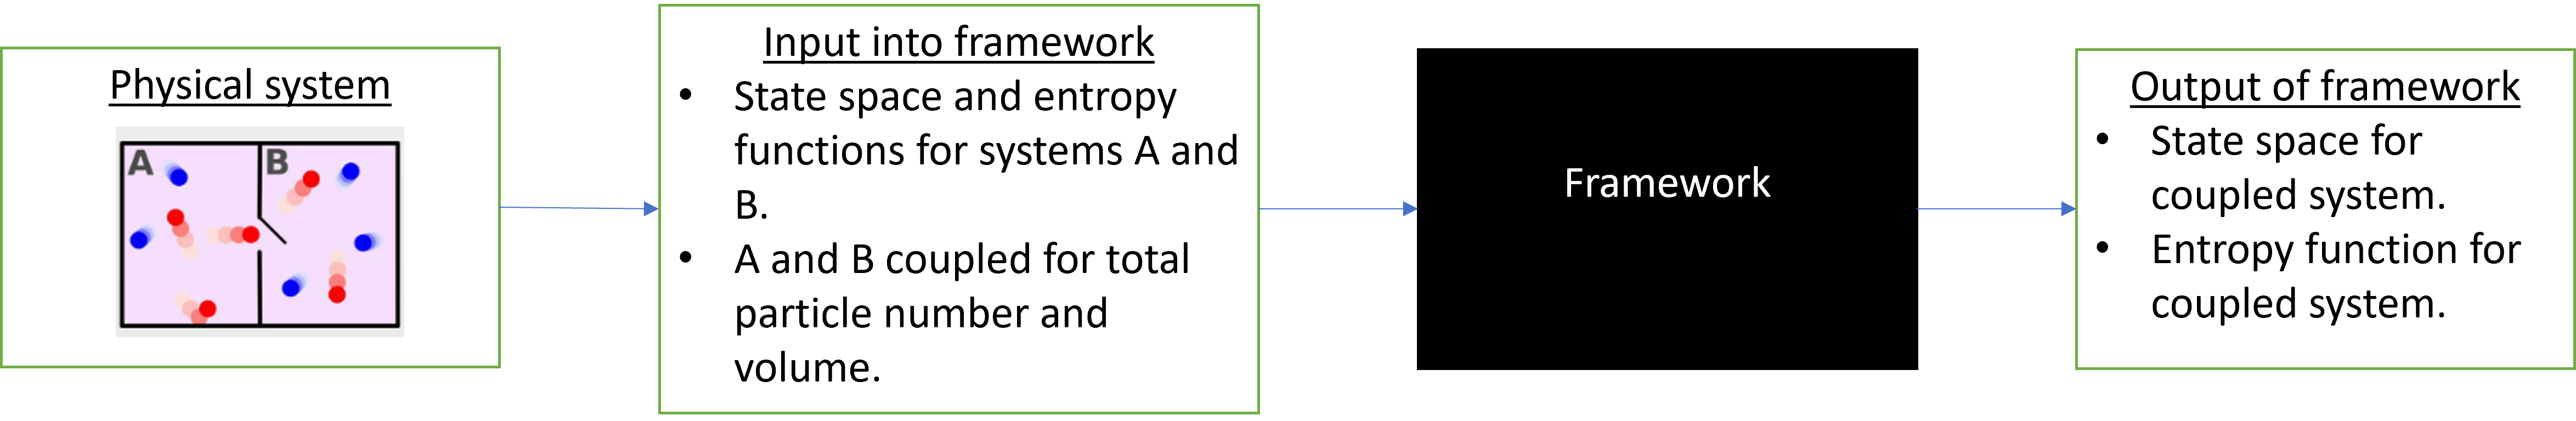 Physical system
A
B
Input into framework
• State space and entropy
functions for systems A and
B.
• A and B coupled for total
particle number and
volume.
Framework
Output of framework
• State space for
coupled system.
• Entropy function for
coupled system.